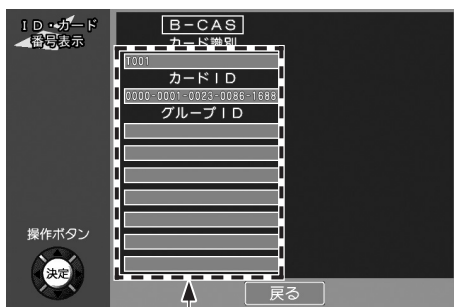 ID・カード
番号表示
B-CAS
カード識別
T001
カードID
0000-0001-0023-0086-1688
グループID
操作ボタン
決定
戻る